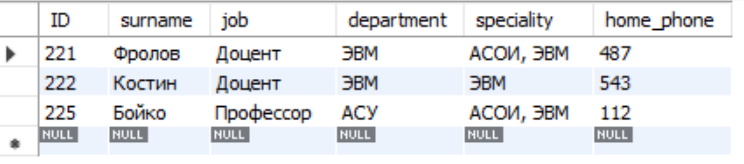 ID surname job department speciality home_phone
221 Фролов Доцент ЭВМ АСОИ, ЭВМ 487
222 Костин Доцент ЭВМ ЭВМ 543
225 Бойко Профессор АСУ АСОИ, ЭВМ 112
NULL NULL NULL NULL NULL NULL